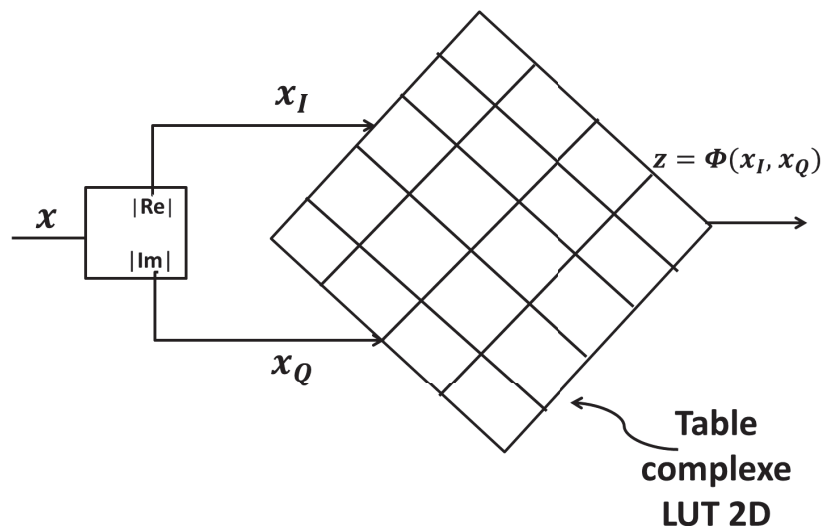 x_I
z = Φ(x_I, x_Q)
x
|Re|
|Im|
x_Q
Table
complexe
LUT 2D